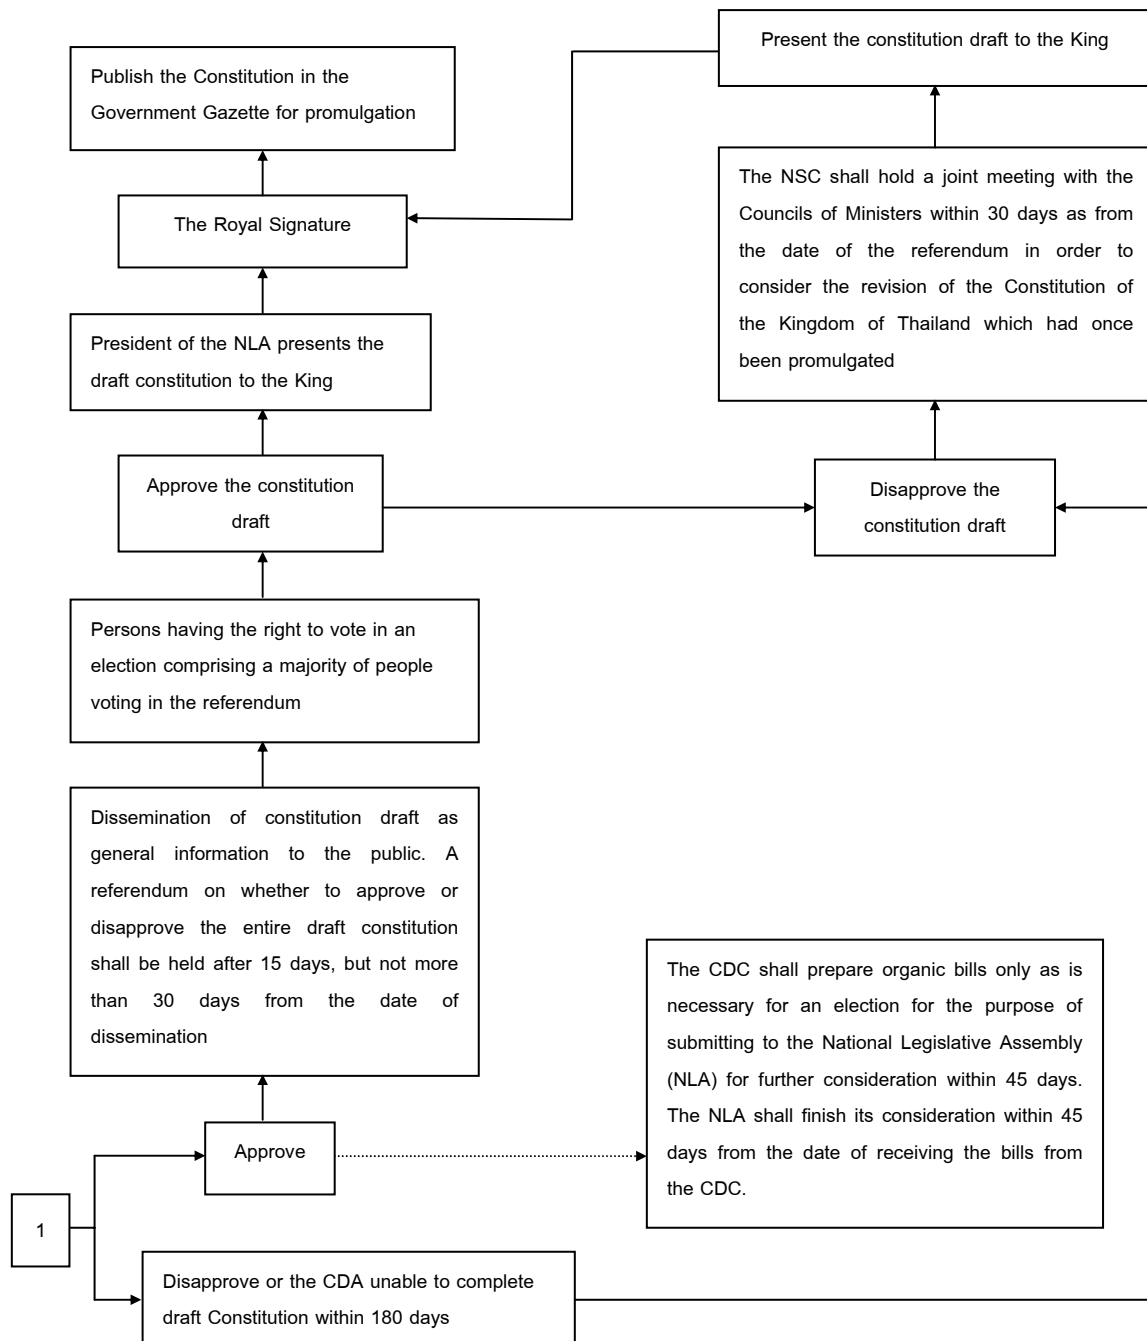 Present the constitution draft to the King
Publish the Constitution in the
Government Gazette for promulgation
The NSC shall hold a joint meeting with the
Councils of Ministers within 30 days as from
the date of the referendum in order to
consider the revision of the Constitution of
the Kingdom of Thailand which had once
been promulgated
The Royal Signature
President of the NLA presents the
draft constitution to the King
Approve the constitution
draft
Disapprove the
constitution draft
Persons having the right to vote in an
election comprising a majority of people
voting in the referendum
Dissemination of constitution draft as
general information to the public. A
referendum on whether to approve or
disapprove the entire draft constitution
shall be held after 15 days, but not more
than 30 days from the date of
dissemination
The CDC shall prepare organic bills only as is
necessary for an election for the purpose of
submitting to the National Legislative Assembly
(NLA) for further consideration within 45 days.
The NLA shall finish its consideration within 45
days from the date of receiving the bills from
the CDC.
Approve
1
Disapprove or the CDA unable to complete
draft Constitution within 180 days